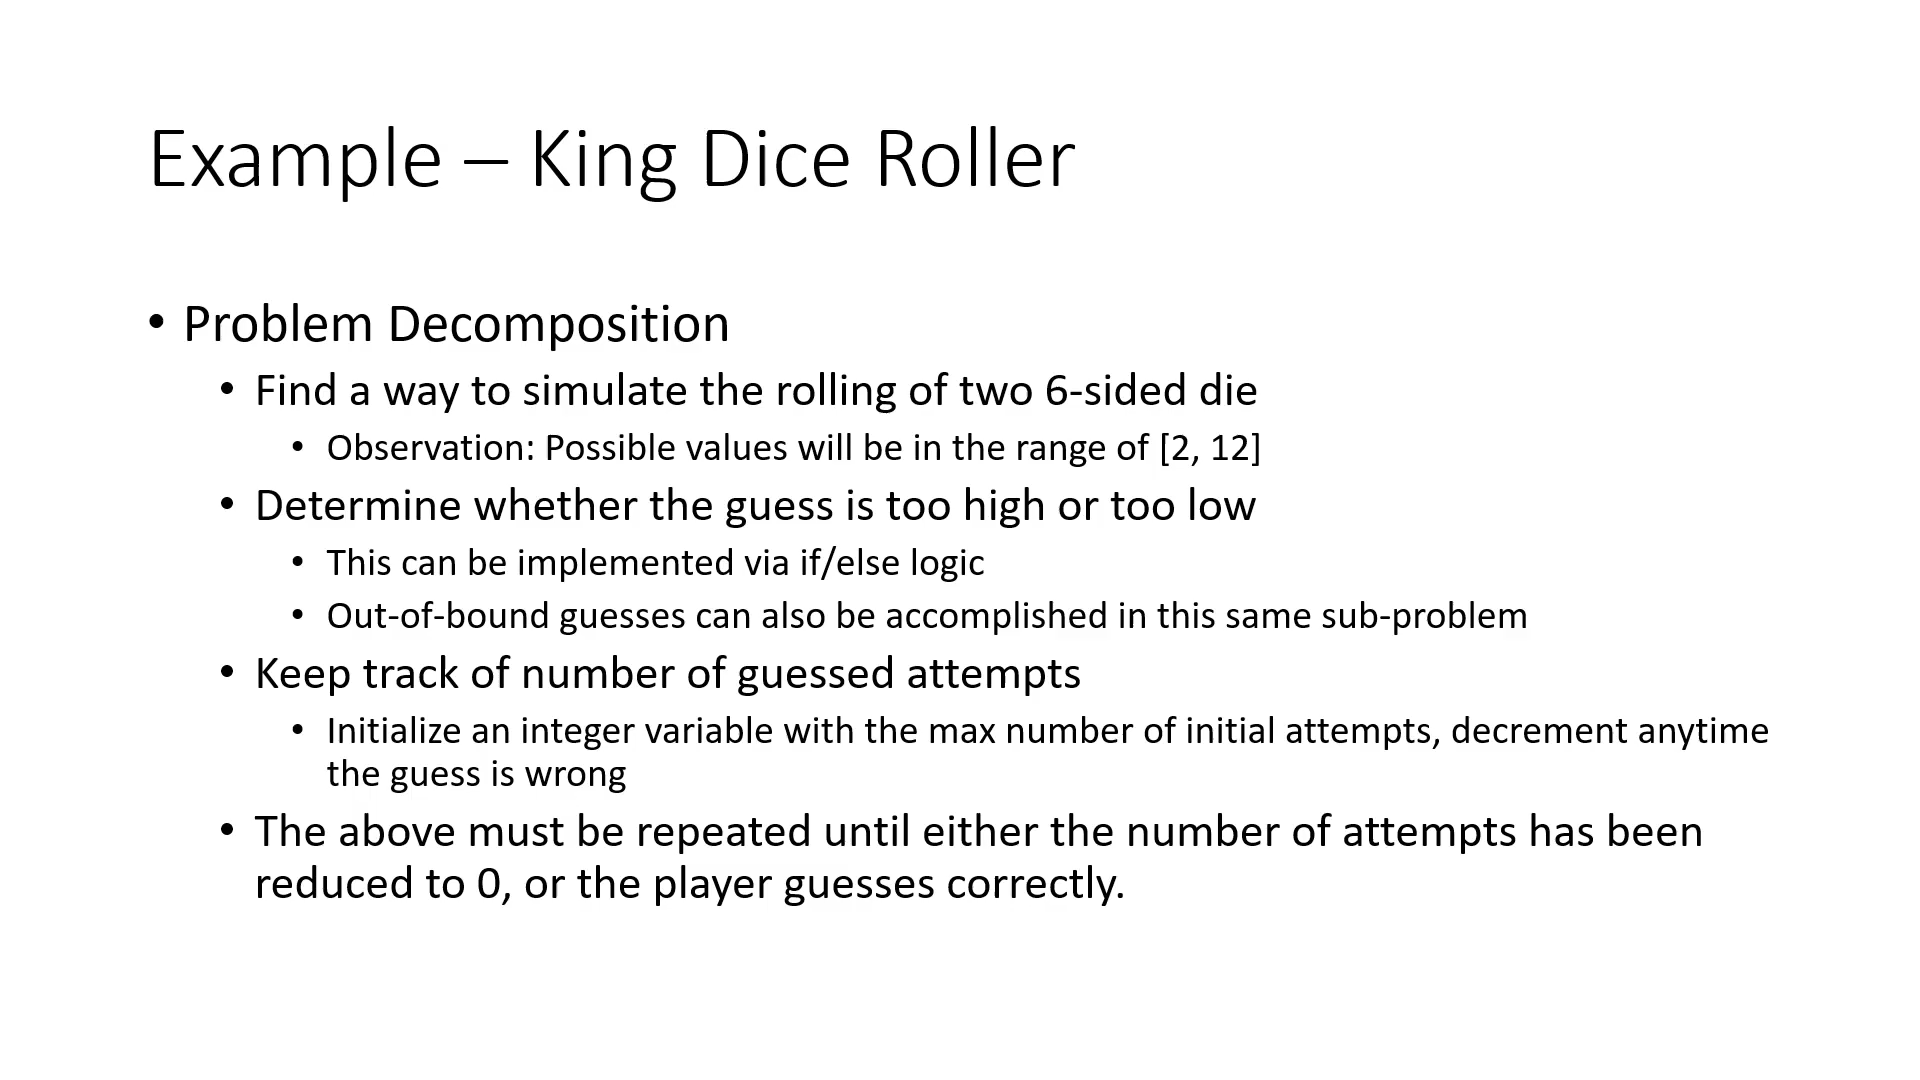 Example – King Dice Roller
• Problem Decomposition
• Find a way to simulate the rolling of two 6-sided die
• Observation: Possible values will be in the range of [2, 12]
• Determine whether the guess is too high or too low
• This can be implemented via if/else logic
• Out-of-bound guesses can also be accomplished in this same sub-problem
• Keep track of number of guessed attempts
• Initialize an integer variable with the max number of initial attempts, decrement anytime
the guess is wrong
• The above must be repeated until either the number of attempts has been
reduced to 0, or the player guesses correctly.